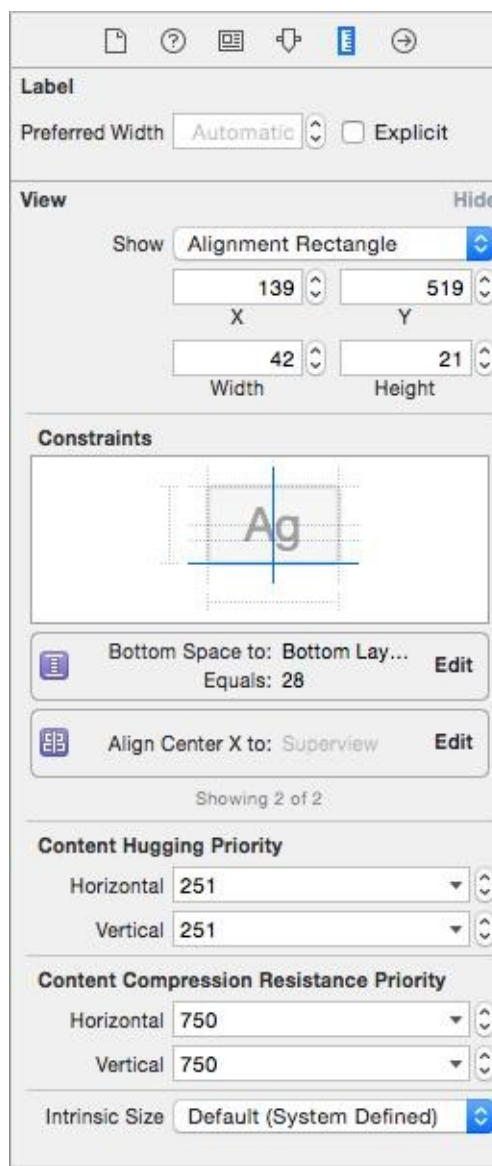 Label
Preferred Width Automatic Explicit
View Hide
Show Alignment Rectangle
139 519
X Y
42 21
Width Height
Constraints
Ag
Bottom Space to: Bottom Lay... Edit
Equals: 28
Align Center X to: Superview Edit
Showing 2 of 2
Content Hugging Priority
Horizontal 251
Vertical 251
Content Compression Resistance Priority
Horizontal 750
Vertical 750
Intrinsic Size Default (System Defined)